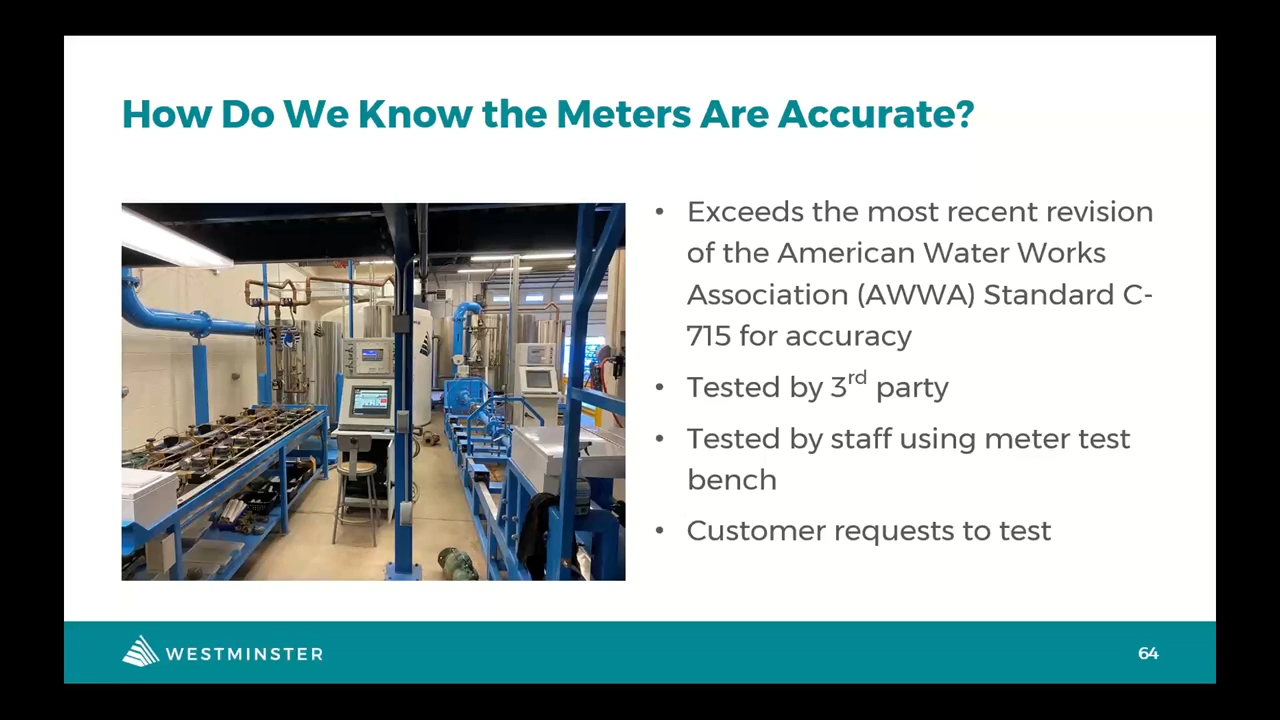 How Do We Know the Meters Are Accurate?
• Exceeds the most recent revision
of the American Water Works
Association (AWWA) Standard C-
715 for accuracy
• Tested by 3rd party
• Tested by staff using meter test
bench
• Customer requests to test
WESTMINSTER
64